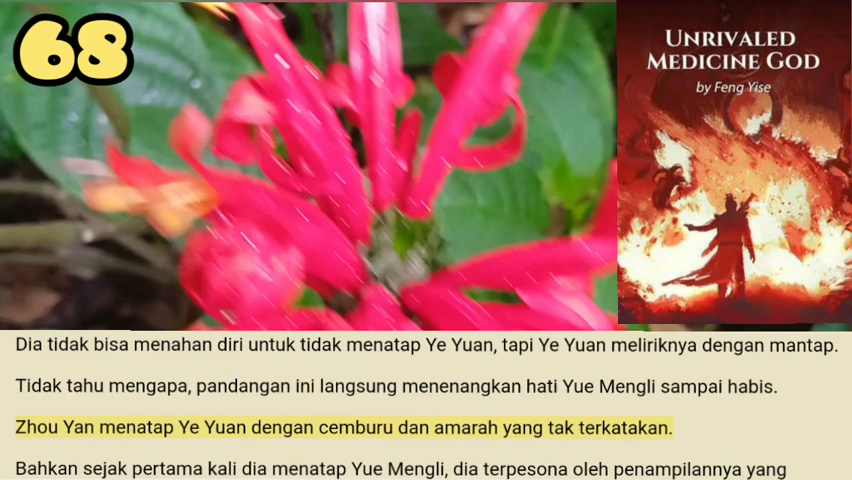 68
UNRIVALED
MEDICINE GOD
by Feng Yise
Dia tidak bisa menahan diri untuk tidak menatap Ye Yuan, tapi Ye Yuan meliriknya dengan mantap.
Tidak tahu mengapa, pandangan ini langsung menenangkan hati Yue Mengli sampai habis.
Zhou Yan menatap Ye Yuan dengan cemburu dan amarah yang tak terkatakan.
Bahkan sejak pertama kali dia menatap Yue Mengli, dia terpesona oleh penampilannya yang